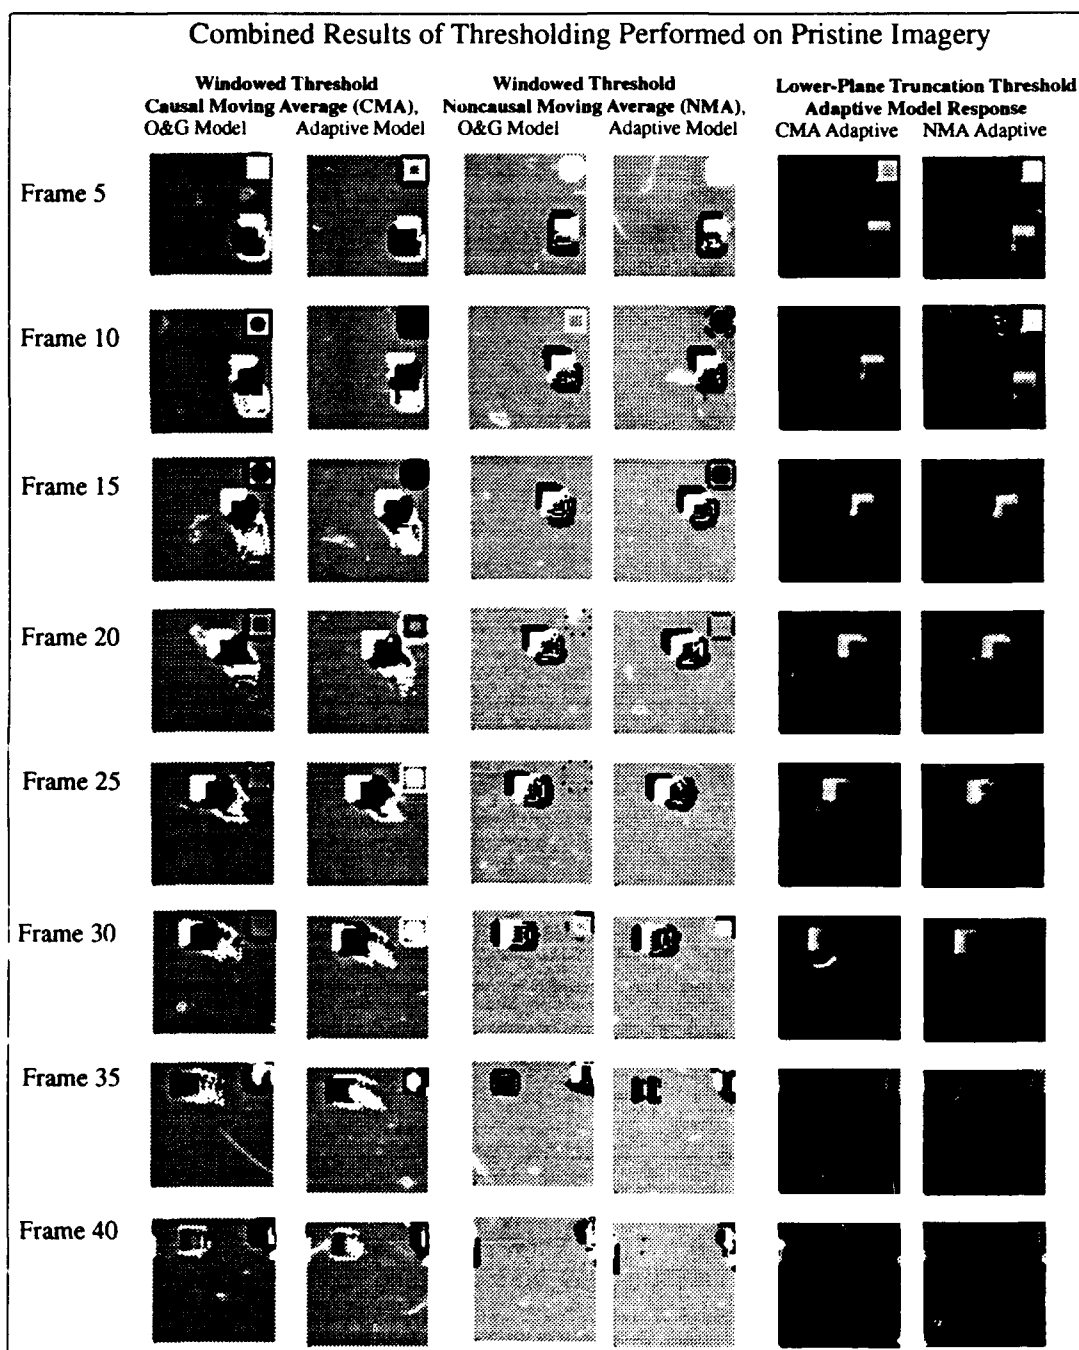 Combined Results of Thresholding Performed on Pristine Imagery
Windowed Threshold
Causal Moving Average (CMA),
O&G Model Adaptive Model
Windowed Threshold
Noncausal Moving Average (NMA),
O&G Model Adaptive Model
Lower-Plane Truncation Threshold
Adaptive Model Response
CMA Adaptive NMA Adaptive
Frame 5
Frame 10
Frame 15
Frame 20
Frame 25
Frame 30
Frame 35
Frame 40